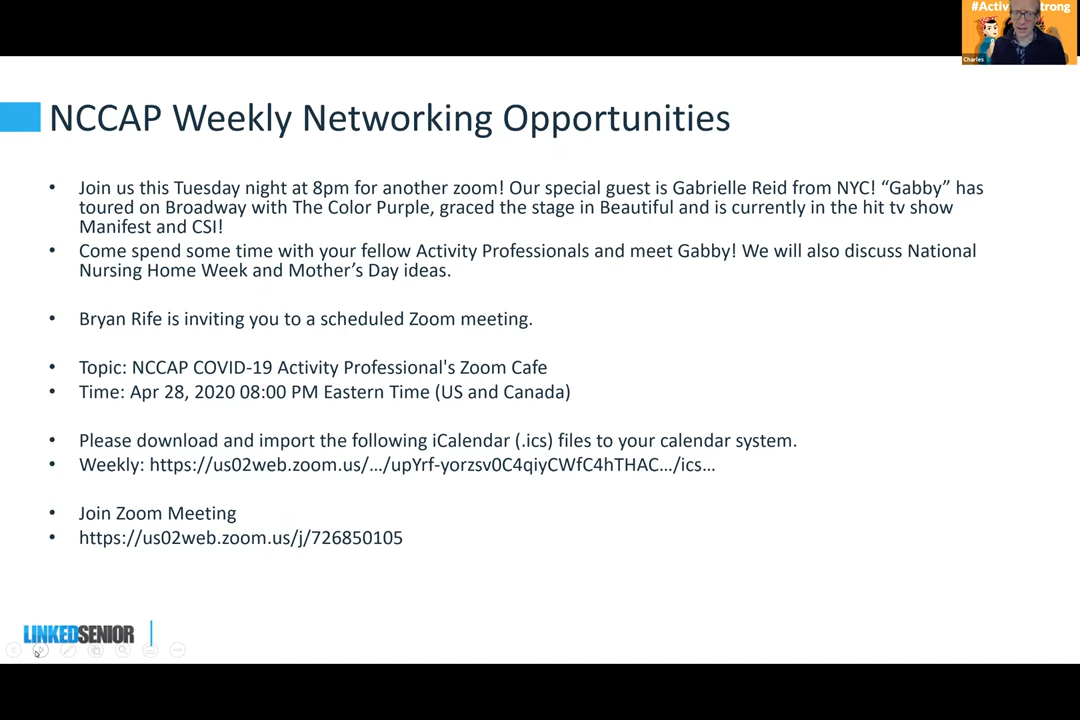 #Activ
trong
Charles
NCCAP Weekly Networking Opportunities
• Join us this Tuesday night at 8pm for another zoom! Our special guest is Gabrielle Reid from NYC! “Gabby” has
toured on Broadway with The Color Purple, graced the stage in Beautiful and is currently in the hit tv show
Manifest and CSI!
• Come spend some time with your fellow Activity Professionals and meet Gabby! We will also discuss National
Nursing Home Week and Mother’s Day ideas.
• Bryan Rife is inviting you to a scheduled Zoom meeting.
• Topic: NCCAP COVID-19 Activity Professional's Zoom Cafe
• Time: Apr 28, 2020 08:00 PM Eastern Time (US and Canada)
• Please download and import the following iCalendar (.ics) files to your calendar system.
• Weekly: https://us02web.zoom.us/…/upYrf-yorzsv0C4qiyCWfC4hTHAC…/ics…
• Join Zoom Meeting
• https://us02web.zoom.us/j/726850105
LINKEDSENIOR